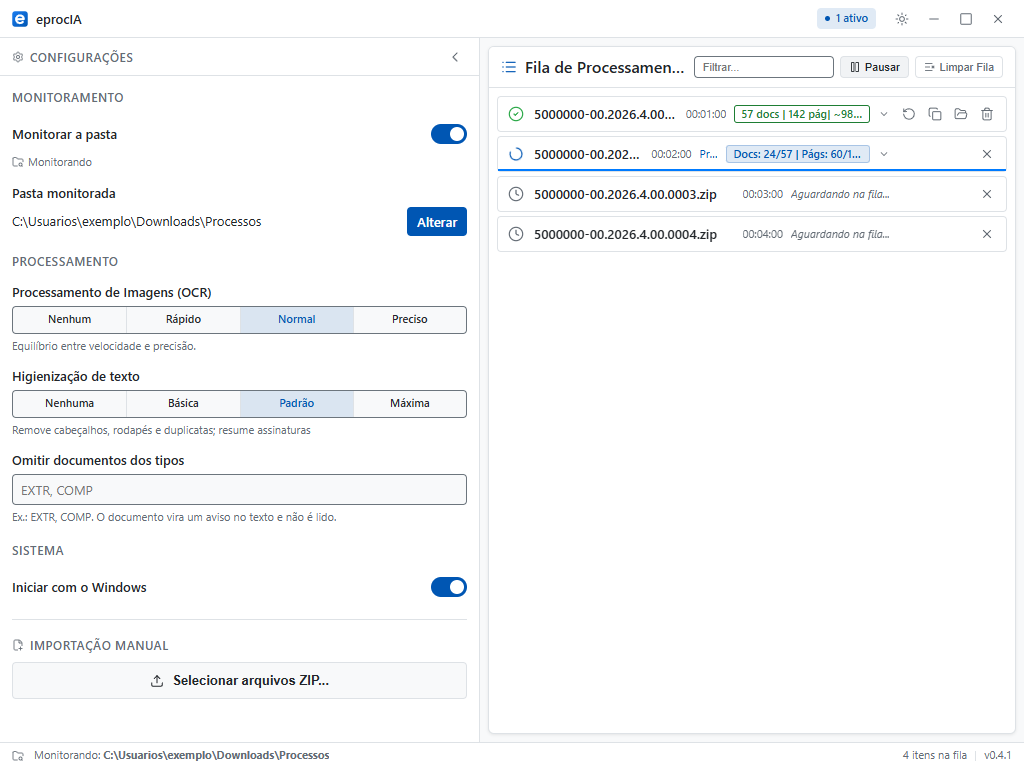 eprocIA
1 ativo
CONFIGURAÇÕES
MONITORAMENTO
Monitorar a pasta
Monitorando
Pasta monitorada
C:\Usuarios\exemplo\Downloads\Processos
Alterar
PROCESSAMENTO
Processamento de Imagens (OCR)
Nenhum Rápido Normal Preciso
Equilíbrio entre velocidade e precisão.
Higienização de texto
Nenhuma Básica Padrão Máxima
Remove cabeçalhos, rodapés e duplicatas; resume assinaturas
Omitir documentos dos tipos
EXTR, COMP
Ex.: EXTR, COMP. O documento vira um aviso no texto e não é lido.
SISTEMA
Iniciar com o Windows
IMPORTAÇÃO MANUAL
Selecionar arquivos ZIP...
Fila de Processamen... Filtrar... Pausar Limpar Fila
5000000-00.2026.4.00... 00:01:00 57 docs | 142 pág| ~98...
5000000-00.202... 00:02:00 Pr... Docs: 24/57 | Págs: 60/1...
5000000-00.2026.4.00.0003.zip 00:03:00 Aguardando na fila...
5000000-00.2026.4.00.0004.zip 00:04:00 Aguardando na fila...
Monitorando: C:\Usuarios\exemplo\Downloads\Processos
4 itens na fila v0.4.1